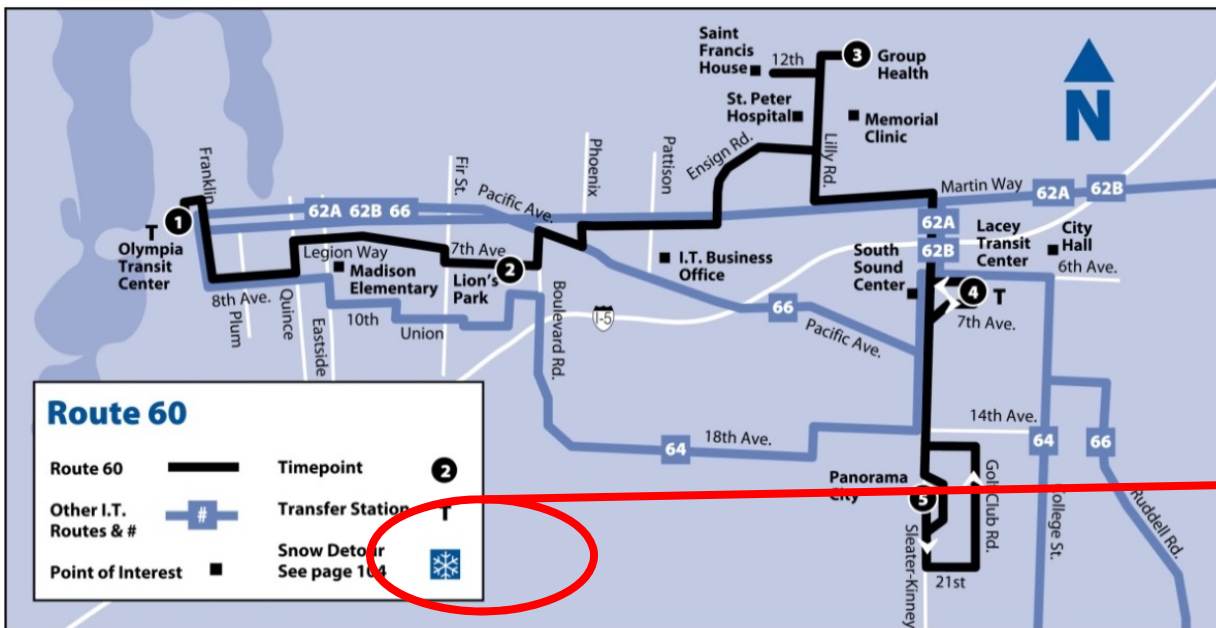 Saint
Francis
House
12th
3
Group
Health
St. Peter
Hospital
Memorial
Clinic
N
Ensign Rd.
Lilly Rd.
Phoenix
Pattison
Fir St.
Franklin
Pacific Ave.
Martin Way
62A
62B
62A
62B
62A 62B 66
1
T
Olympia
Transit
Center
Legion Way
7th Ave.
2
Lion's
Park
Madison
Elementary
I.T. Business
Office
South
Sound
Center
Lacey
Transit
Center
City
Hall
6th Ave.
4
T
7th Ave.
8th Ave.
Plum
Quince
Eastside
10th
Union
Boulevard Rd.
I-5
66
Pacific Ave.
64
18th Ave.
14th Ave.
64
66
Panorama
City
5
Golf Club Rd.
College St.
Ruddell Rd.
Sleater-Kinney
21st
Route 60
Route 60
Timepoint
2
Other I.T.
Routes & #
#
Transfer Station
T
Point of Interest
Snow Detour
See page 104